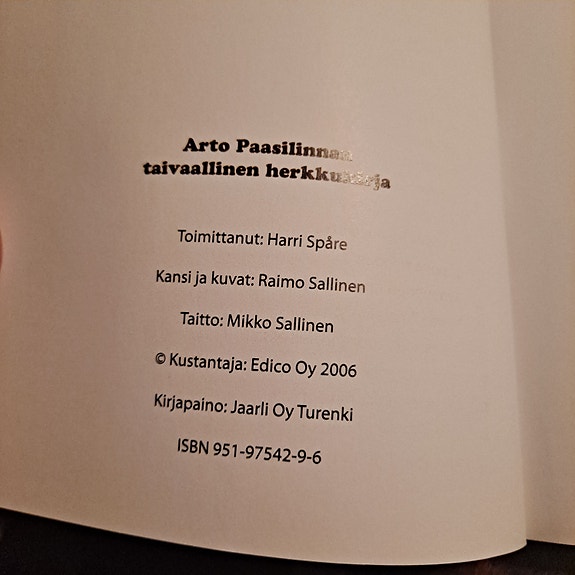 Arto Paasilinnan
taivaallinen herkkukirja
Toimittanut: Harri Spåre
Kansi ja kuvat: Raimo Sallinen
Taitto: Mikko Sallinen
© Kustantaja: Edico Oy 2006
Kirjapaino: Jaarli Oy Turenki
ISBN 951-97542-9-6